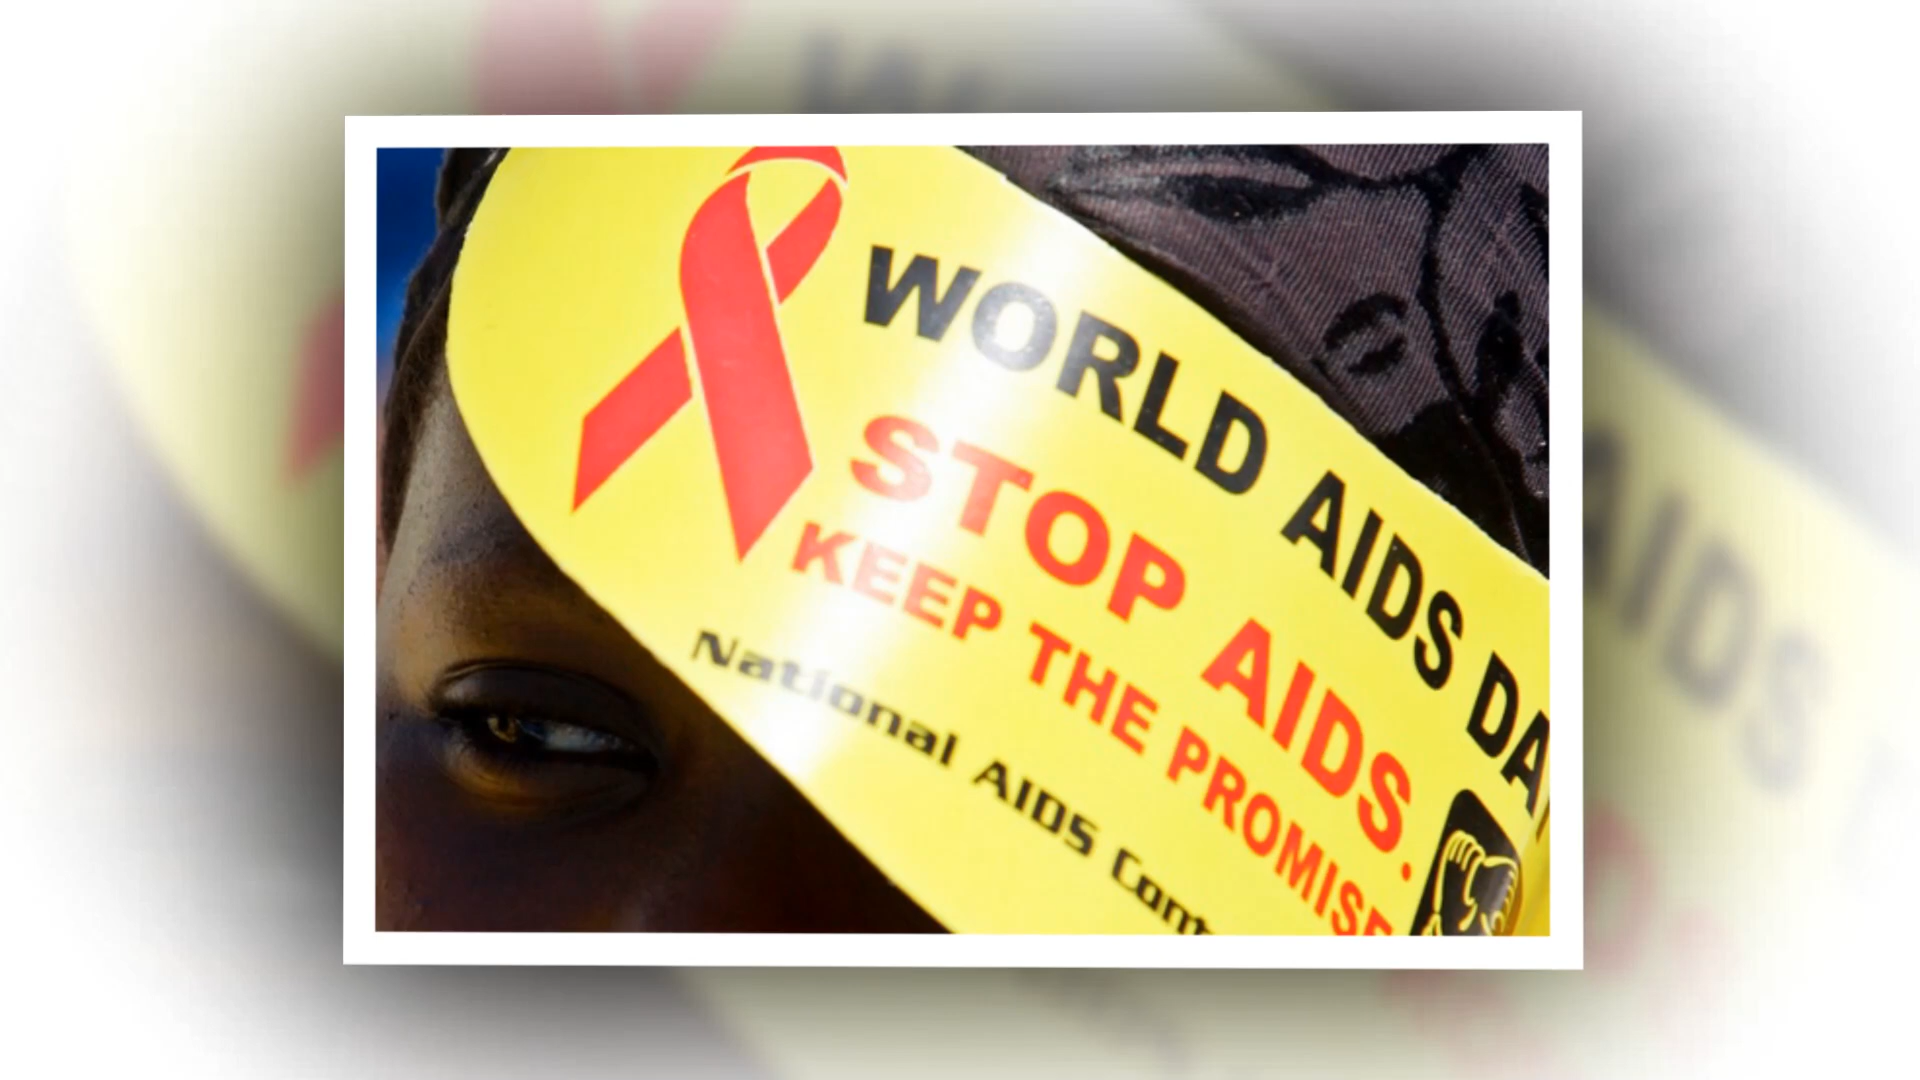 WORLD AIDS DA
STOP AIDS.
KEEP THE PROMISE
National AIDS Com